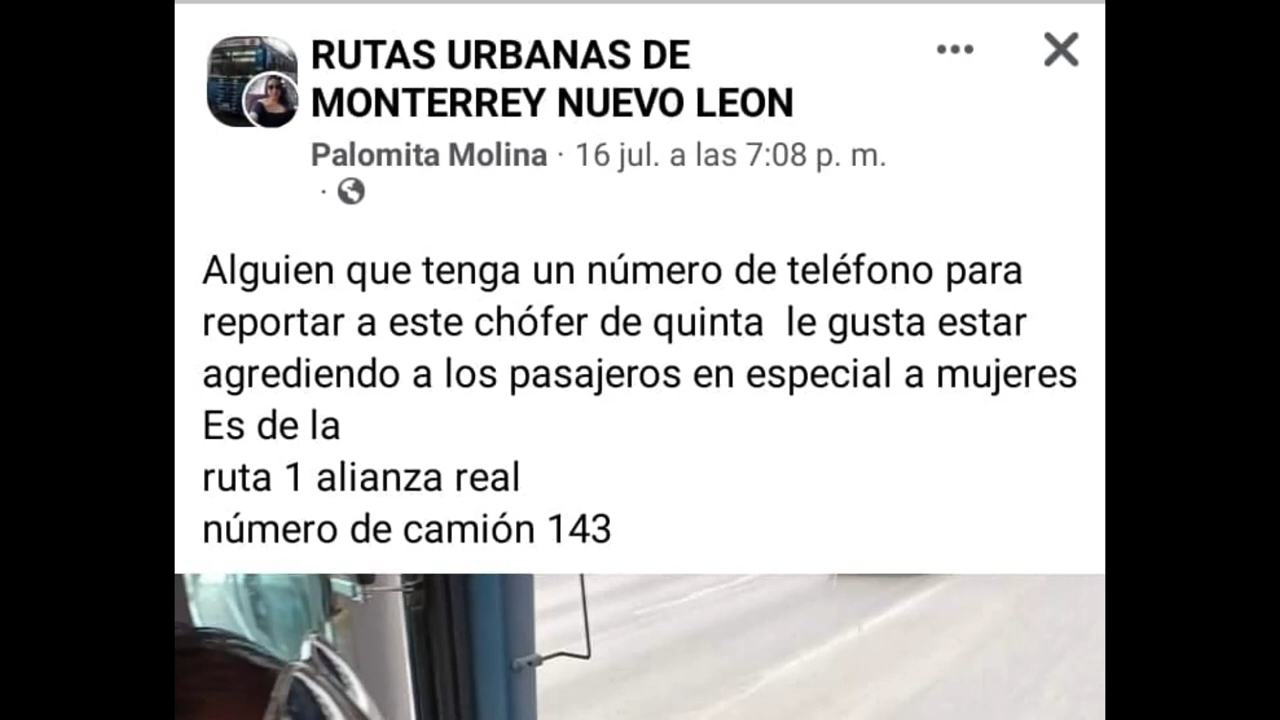 RUTAS URBANAS DE
MONTERREY NUEVO LEON
Palomita Molina · 16 jul. a las 7:08 p. m.
·
Alguien que tenga un número de teléfono para
reportar a este chófer de quinta  le gusta estar
agrediendo a los pasajeros en especial a mujeres
Es de la
ruta 1 alianza real
número de camión 143